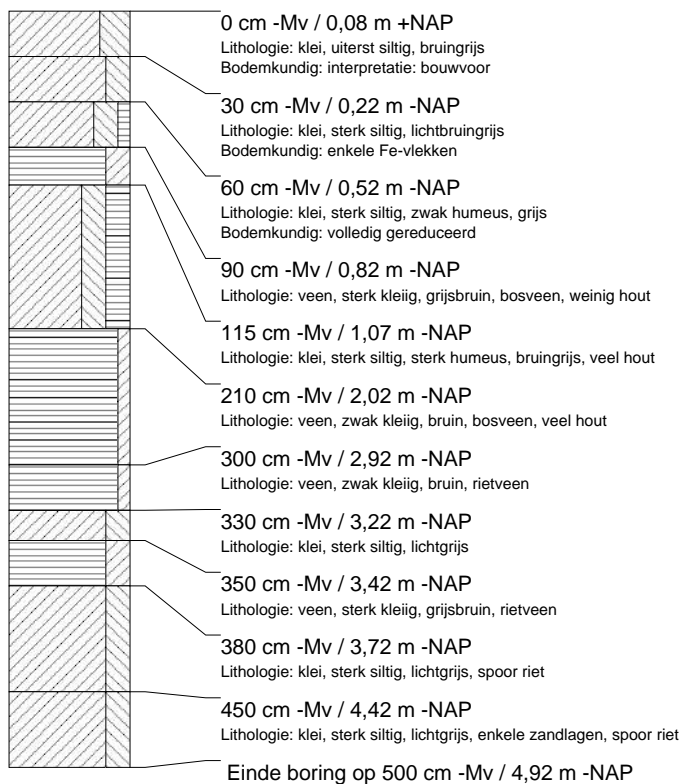 0 cm -Mv / 0,08 m +NAP
Lithologie: klei, uiterst siltig, bruingrijs
Bodemkundig: interpretatie: bouwvoor
30 cm -Mv / 0,22 m -NAP
Lithologie: klei, sterk siltig, lichtbruingrijs
Bodemkundig: enkele Fe-vlekken
60 cm -Mv / 0,52 m -NAP
Lithologie: klei, sterk siltig, zwak humeus, grijs
Bodemkundig: volledig gereduceerd
90 cm -Mv / 0,82 m -NAP
Lithologie: veen, sterk kleiig, grijsbruin, bosveen, weinig hout
115 cm -Mv / 1,07 m -NAP
Lithologie: klei, sterk siltig, sterk humeus, bruingrijs, veel hout
210 cm -Mv / 2,02 m -NAP
Lithologie: veen, zwak kleiig, bruin, bosveen, veel hout
300 cm -Mv / 2,92 m -NAP
Lithologie: veen, zwak kleiig, bruin, rietveen
330 cm -Mv / 3,22 m -NAP
Lithologie: klei, sterk siltig, lichtgrijs
350 cm -Mv / 3,42 m -NAP
Lithologie: veen, sterk kleiig, grijsbruin, rietveen
380 cm -Mv / 3,72 m -NAP
Lithologie: klei, sterk siltig, lichtgrijs, spoor riet
450 cm -Mv / 4,42 m -NAP
Lithologie: klei, sterk siltig, lichtgrijs, enkele zandlagen, spoor riet
Einde boring op 500 cm -Mv / 4,92 m -NAP